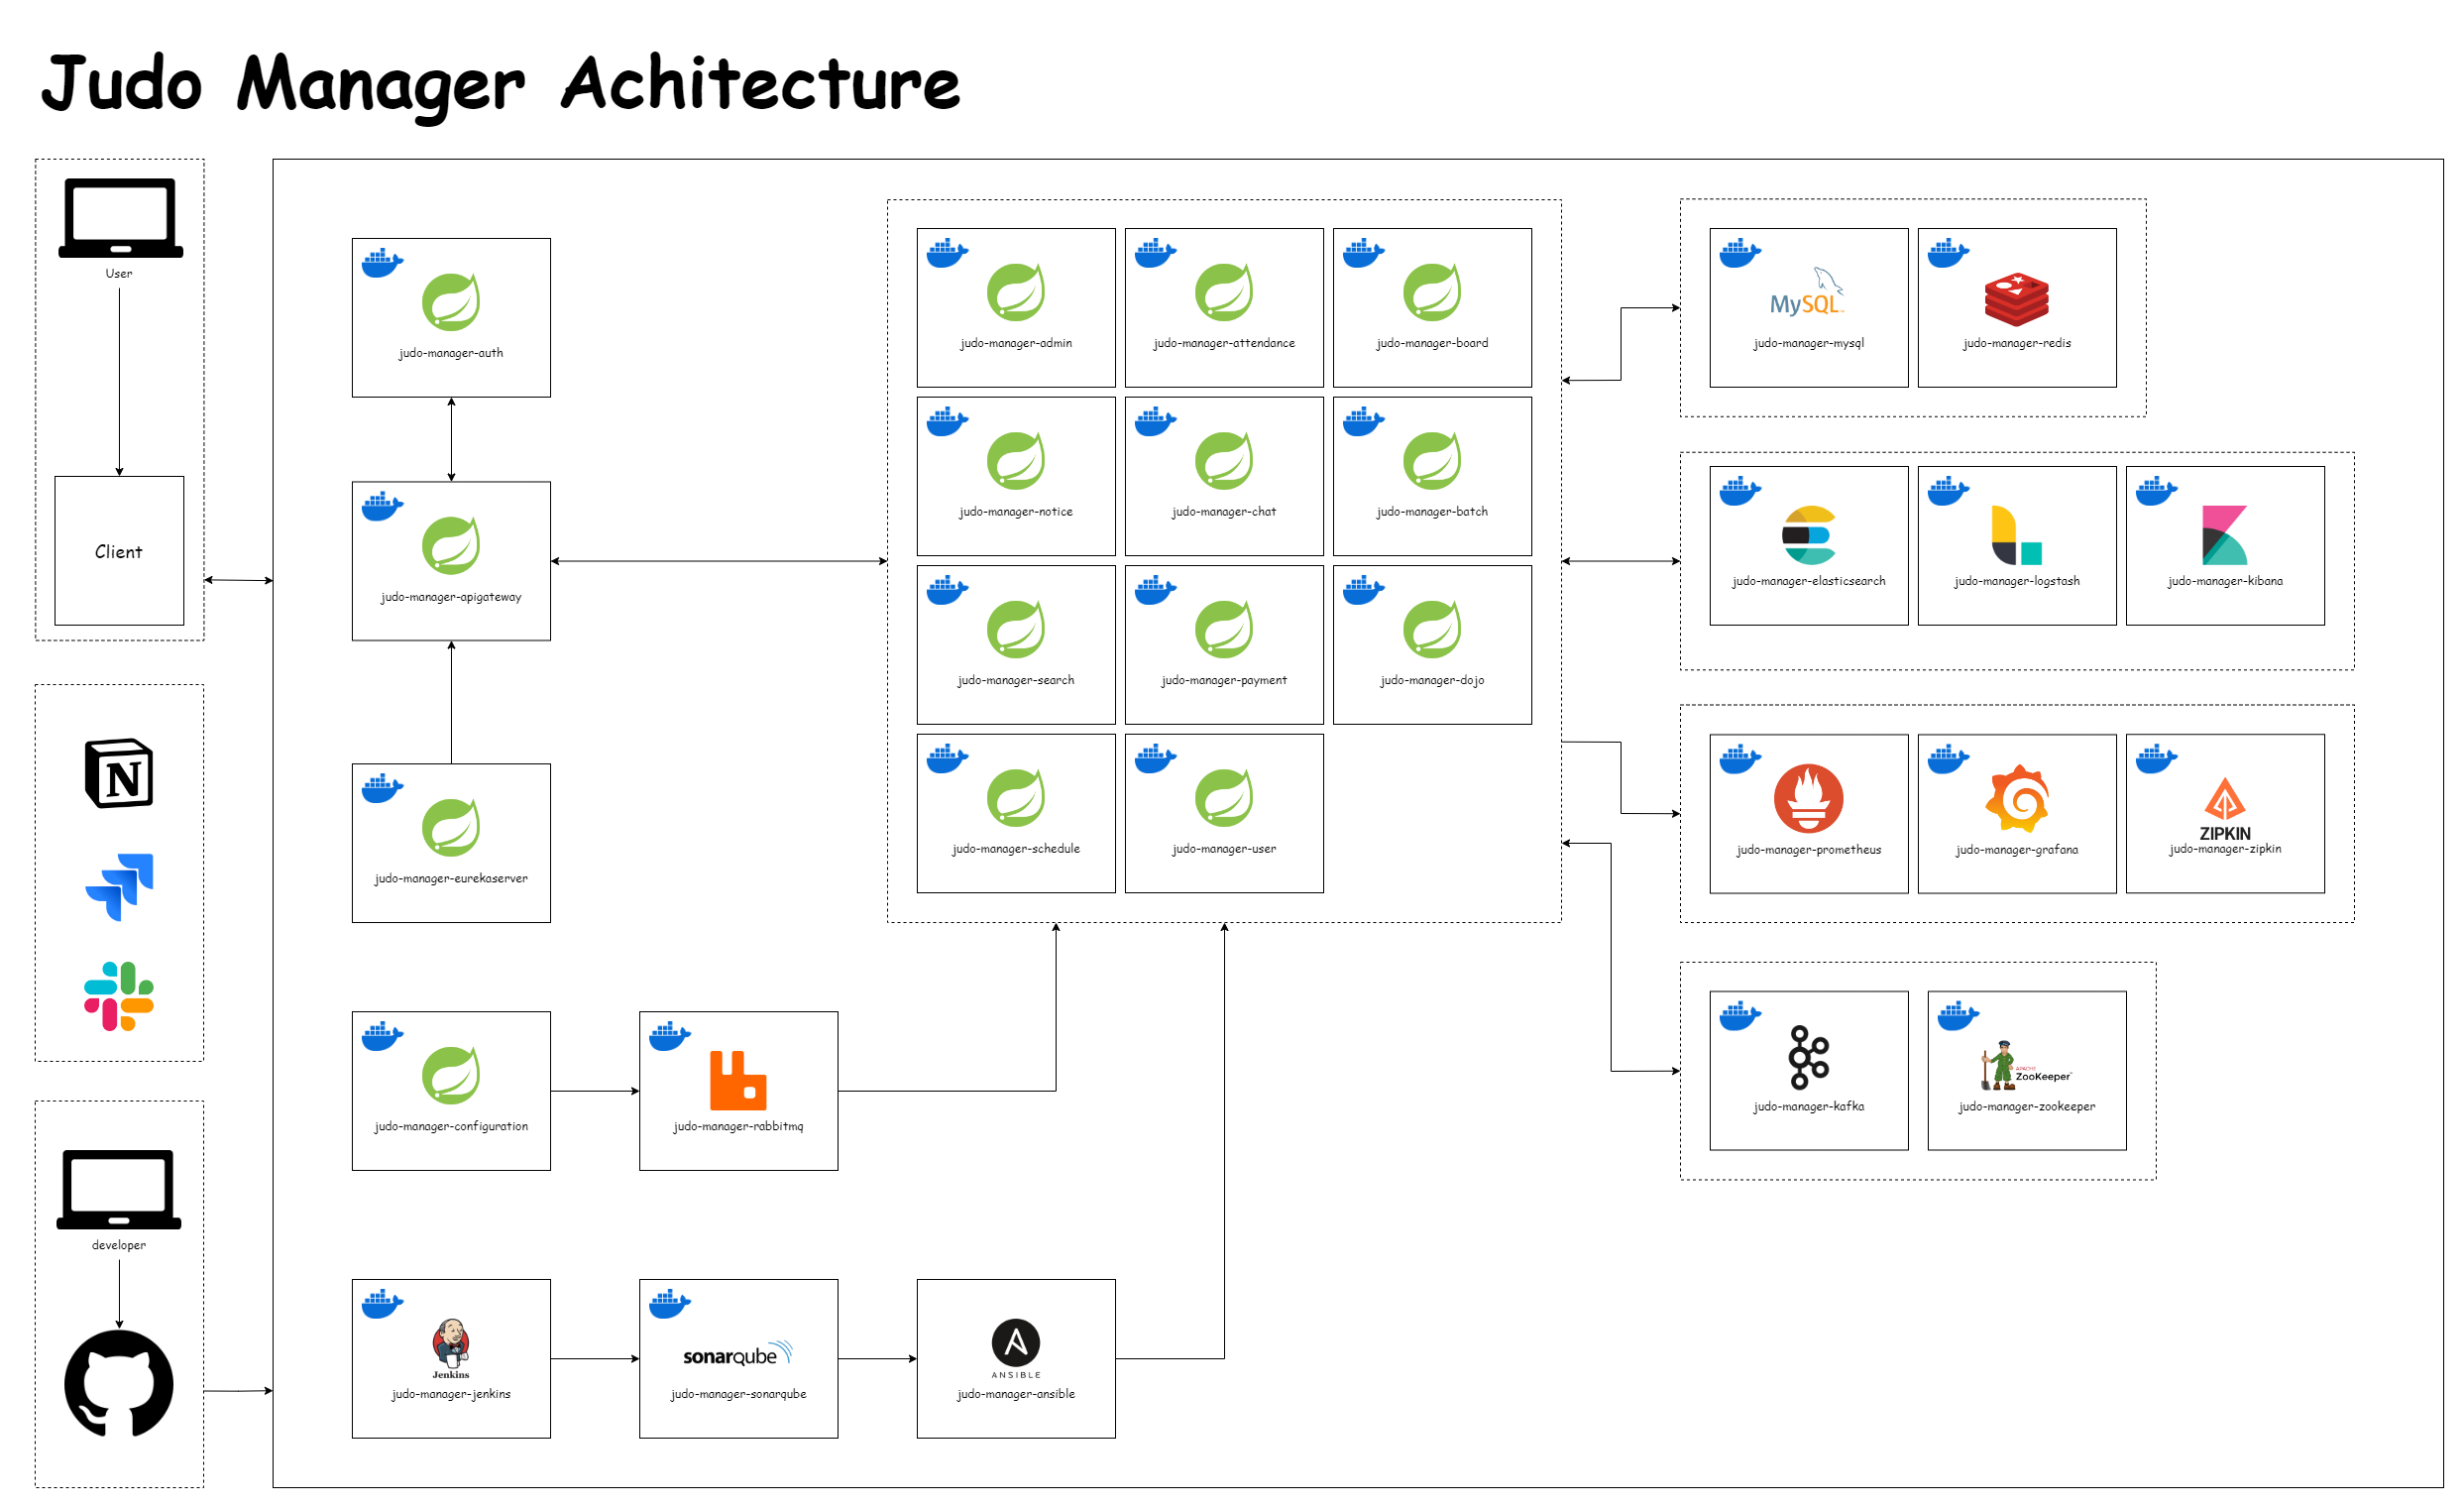 Judo Manager Achitecture
User
Client
N
developer
judo-manager-auth
judo-manager-apigateway
judo-manager-eurekaserver
judo-manager-configuration
judo-manager-rabbitmq
Jenkins
judo-manager-jenkins
sonarqube
judo-manager-sonarqube
ANSIBLE
judo-manager-ansible
judo-manager-admin
judo-manager-attendance
judo-manager-board
judo-manager-notice
judo-manager-chat
judo-manager-batch
judo-manager-search
judo-manager-payment
judo-manager-dojo
judo-manager-schedule
judo-manager-user
MySQL
judo-manager-mysql
judo-manager-redis
judo-manager-elasticsearch
judo-manager-logstash
judo-manager-kibana
judo-manager-prometheus
judo-manager-grafana
ZIPKIN
judo-manager-zipkin
judo-manager-kafka
APACHE
ZooKeeper
judo-manager-zookeeper